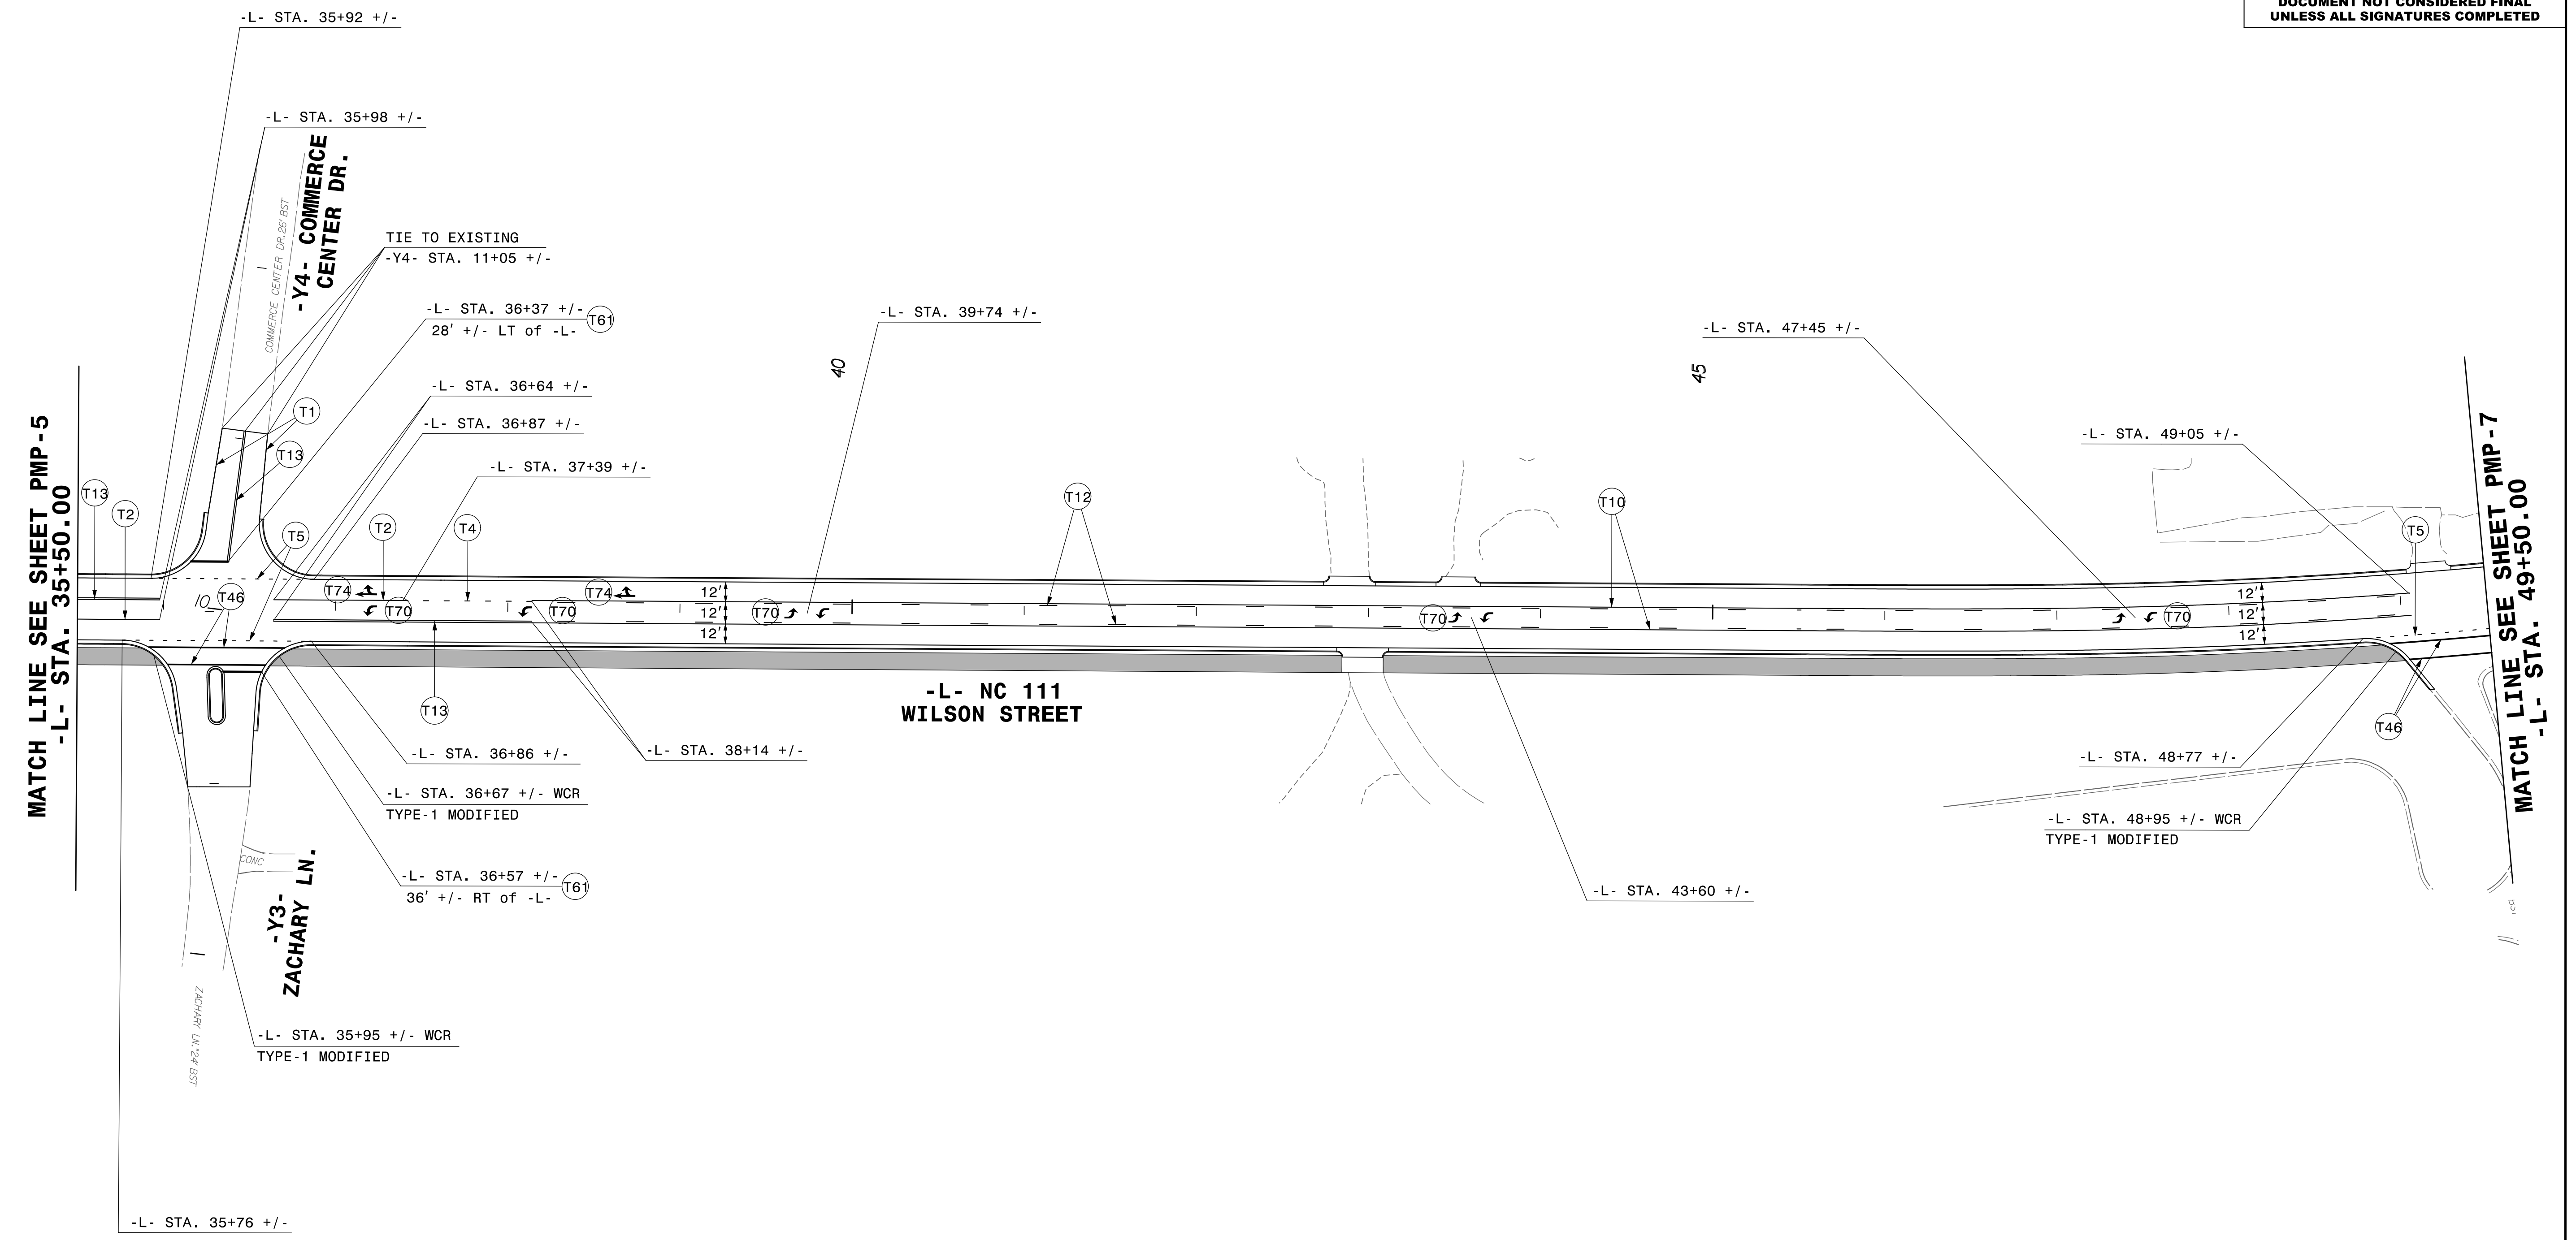 DOCUMENT NOT CONSIDERED FINAL
UNLESS ALL SIGNATURES COMPLETED
-L- STA. 35+92 +/-
-L- STA. 35+98 +/-
-Y4- COMMERCE
CENTER DR.
COMMERCE CENTER DR.26' BST
TIE TO EXISTING
-Y4- STA. 11+05 +/-
-L- STA. 36+37 +/-
28' +/- LT of -L-
T61
-L- STA. 39+74 +/-
-L- STA. 47+45 +/-
40
45
-L- STA. 36+64 +/-
T1
-L- STA. 36+87 +/-
-L- STA. 49+05 +/-
T13
-L- STA. 37+39 +/-
MATCH LINE SEE SHEET PMP-5
-L- STA. 35+50.00
MATCH LINE SEE SHEET PMP-7
-L- STA. 49+50.00
T13
T2
T5
T2
T4
T12
T10
T5
T74
T74
10
T46
T70
T70
T70
T70
T70
12'
12'
12'
12'
12'
12'
T13
-L- NC 111
WILSON STREET
T46
-L- STA. 36+86 +/-
-L- STA. 38+14 +/-
-L- STA. 48+77 +/-
-L- STA. 36+67 +/- WCR
TYPE-1 MODIFIED
-L- STA. 48+95 +/- WCR
TYPE-1 MODIFIED
CONC
-Y3-
ZACHARY LN.
-L- STA. 36+57 +/-
36' +/- RT of -L-
T61
-L- STA. 43+60 +/-
ZACHARY LN.*24' BST
-L- STA. 35+95 +/- WCR
TYPE-1 MODIFIED
-L- STA. 35+76 +/-